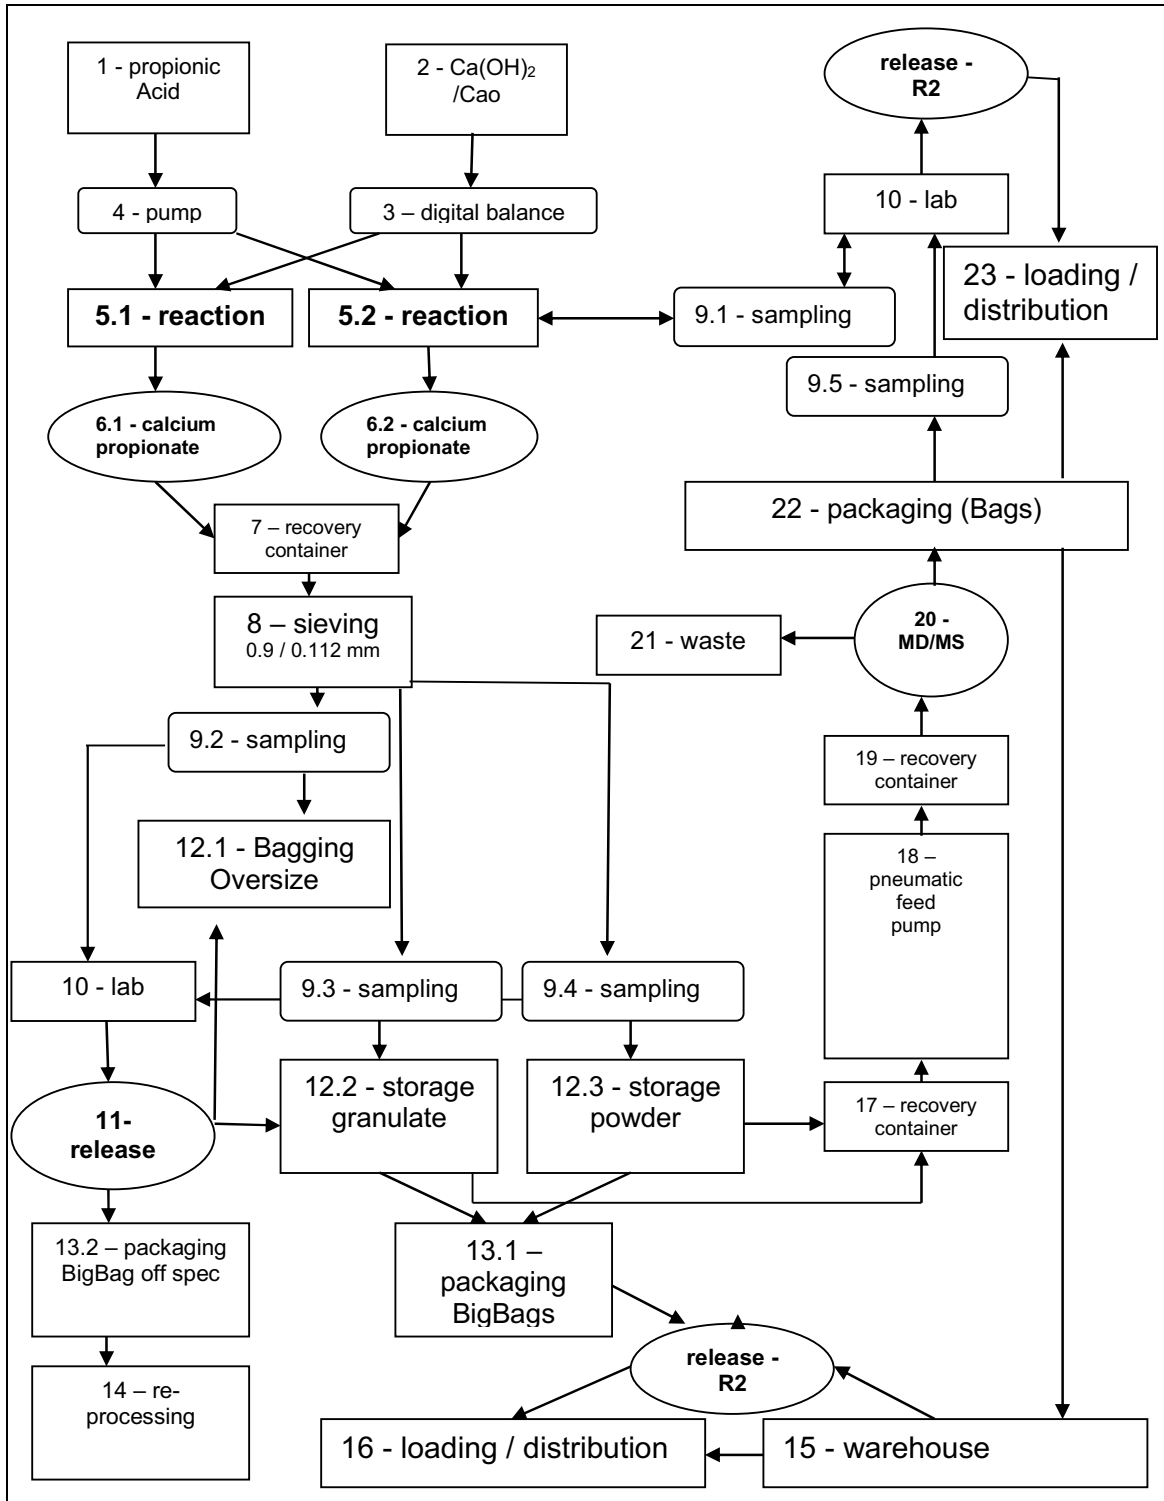 1 - propionic
Acid
2 - Ca(OH)₂
/Cao
release -
R2
4 - pump
3 – digital balance
10 - lab
5.1 - reaction
5.2 - reaction
9.1 - sampling
23 - loading /
distribution
9.5 - sampling
6.1 - calcium
propionate
6.2 - calcium
propionate
7 – recovery
container
22 - packaging (Bags)
8 – sieving
0.9 / 0.112 mm
21 - waste
20 -
MD/MS
9.2 - sampling
19 – recovery
container
12.1 - Bagging
Oversize
18 –
pneumatic
feed
pump
10 - lab
9.3 - sampling
9.4 - sampling
11-
release
12.2 - storage
granulate
12.3 - storage
powder
17 – recovery
container
13.2 – packaging
BigBag off spec
13.1 –
packaging
BigBags
14 – re-
processing
release -
R2
16 - loading / distribution
15 - warehouse